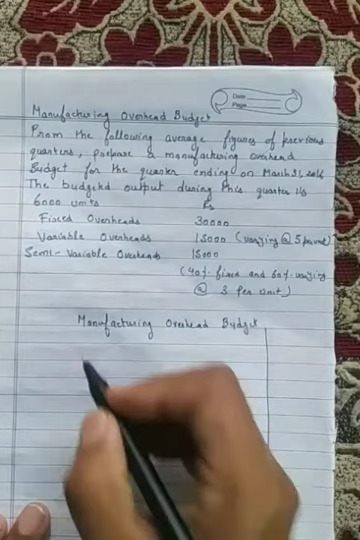 Date
Page
Manufacturing Overhead Budget
From the following average figures of previous
quarters, prepare a manufacturing overhead
Budget for the quarter ending on March 31, 2016
The budgeted output during this quarter is
6000 units
Rs
Fixed Overheads 30000
Variable Overheads 15000 (varying @ 5 per unit)
Semi-Variable Overheads 15000
(40% fixed and 60% varying
@ 3 Per Unit)
Manufacturing Overhead Budget